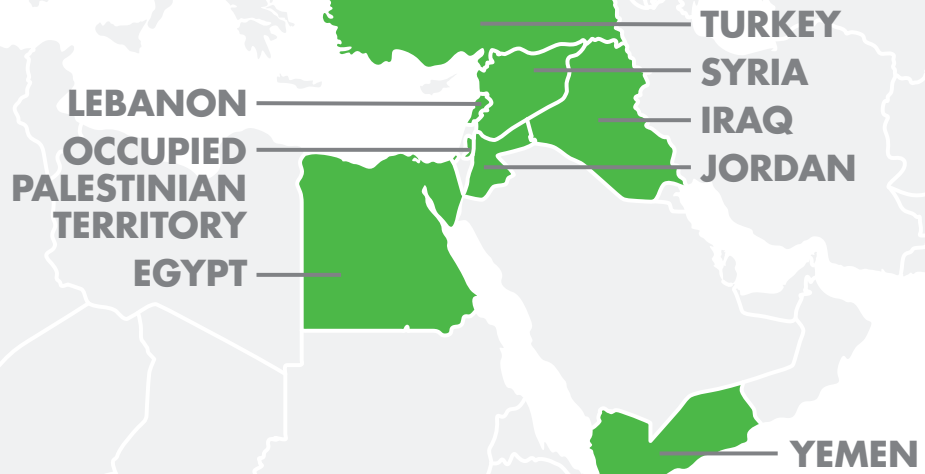 TURKEY
SYRIA
LEBANON
IRAQ
OCCUPIED
PALESTINIAN
TERRITORY
JORDAN
EGYPT
YEMEN